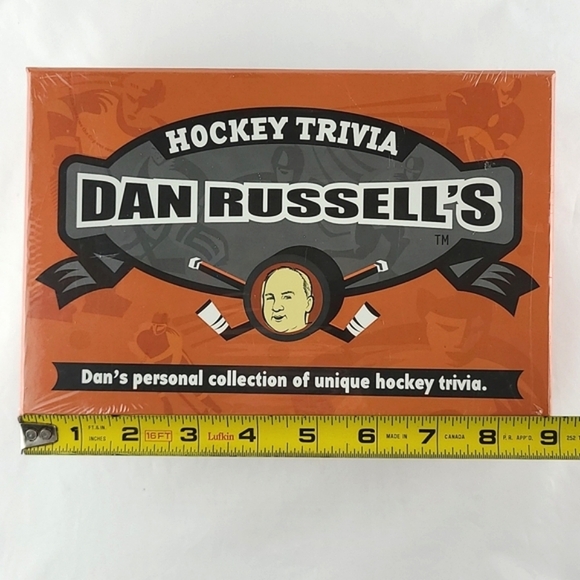 HOCKEY TRIVIA
DAN RUSSELL'S
TM
Dan's personal collection of unique hockey trivia.
1 FT. & IN. INCHES 2 16FT 3 Lufkin 4 5 6 MADE IN 7 CANADA 8 P.R. APP'D. 9